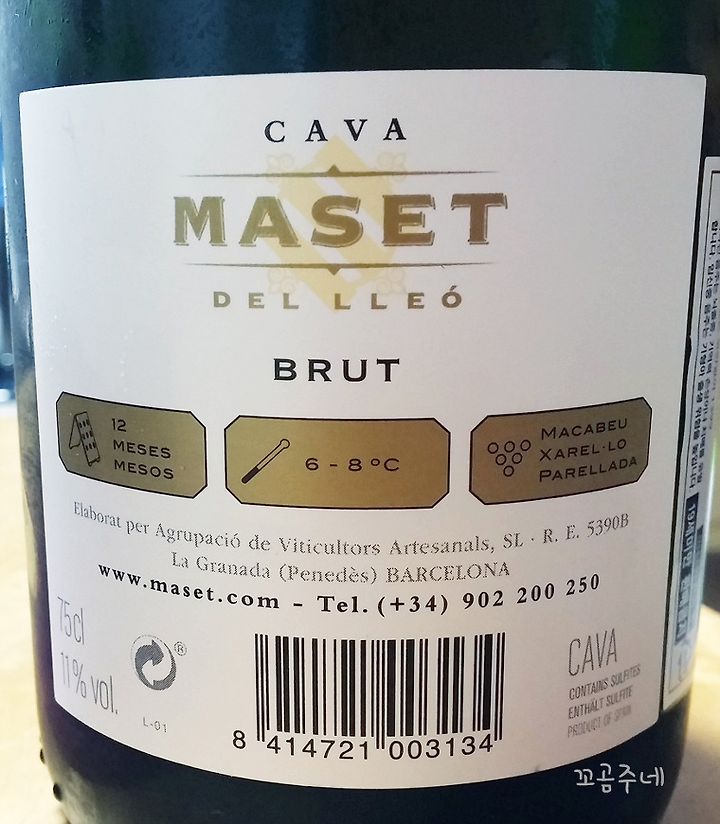 CAVA
MASET
DEL LLEÓ
BRUT
12
MESES
MESOS
6 - 8 ºC
MACABEU
XAREL·LO
PARELLADA
Elaborat per Agrupació de Viticultors Artesanals, SL · R. E. 5390B
La Granada (Penedès) BARCELONA
www.maset.com - Tel. (+34) 902 200 250
75cl
11% vol.
®
L-01
8 414721 003134
CAVA
CONTAINS SULFITES
ENTHÄLT SULFITE
PRODUCT OF SPAIN
꼬곰주네